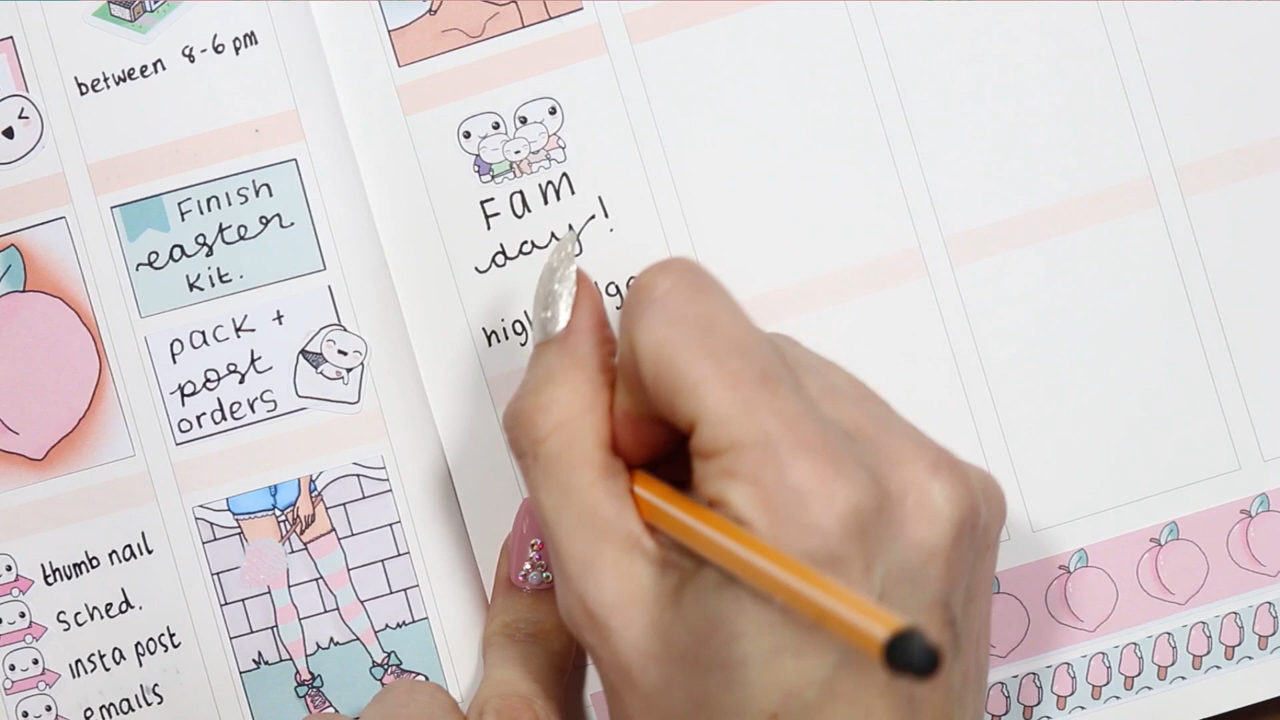 between 8-6 pm
Finish
easter
kit.
pack +
post
orders
thumb nail
sched.
insta post
emails
Fam
day!